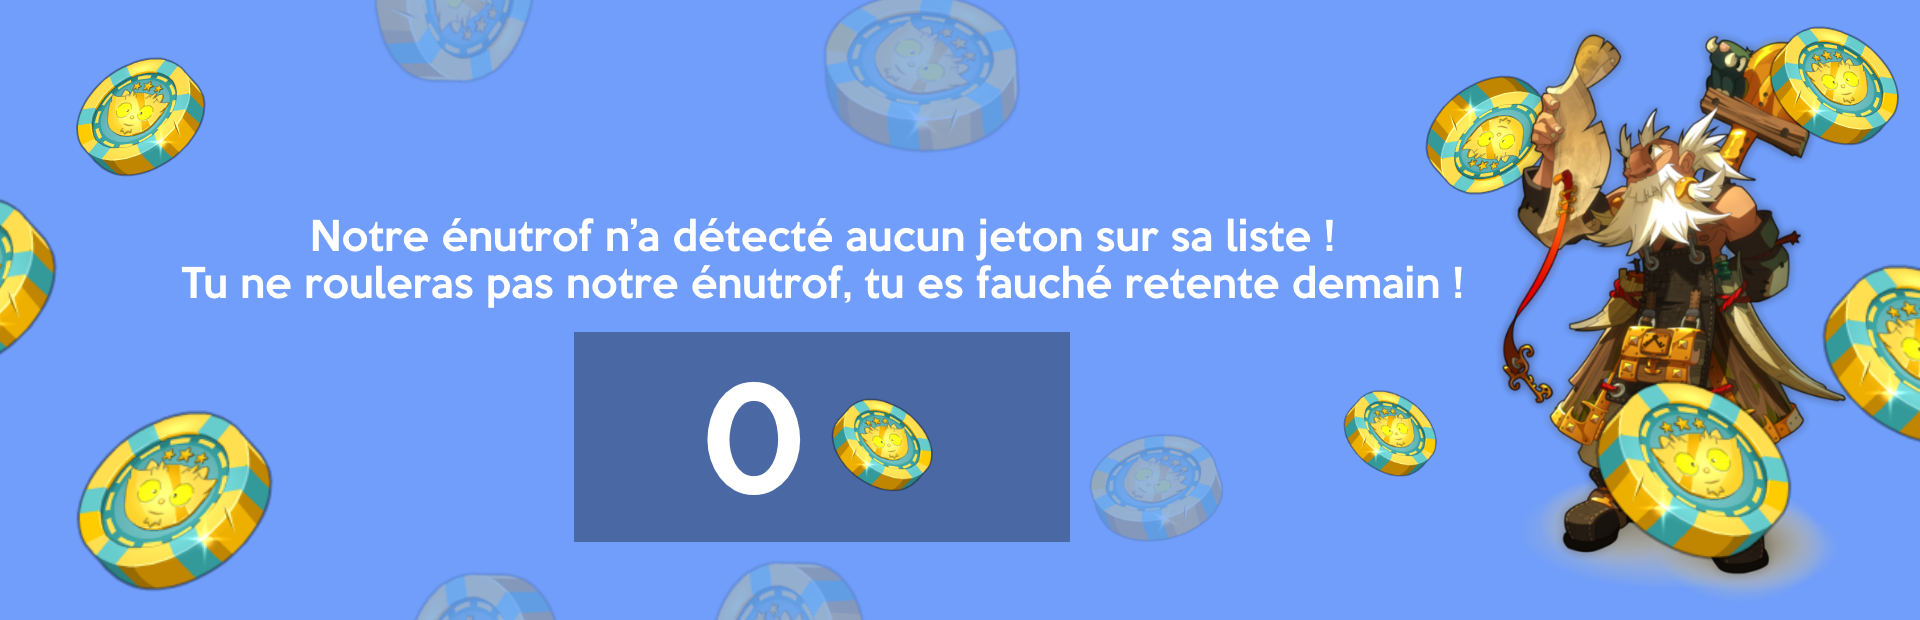 Notre énutrof n’a détecté aucun jeton sur sa liste !
Tu ne rouleras pas notre énutrof, tu es fauché retente demain !
0